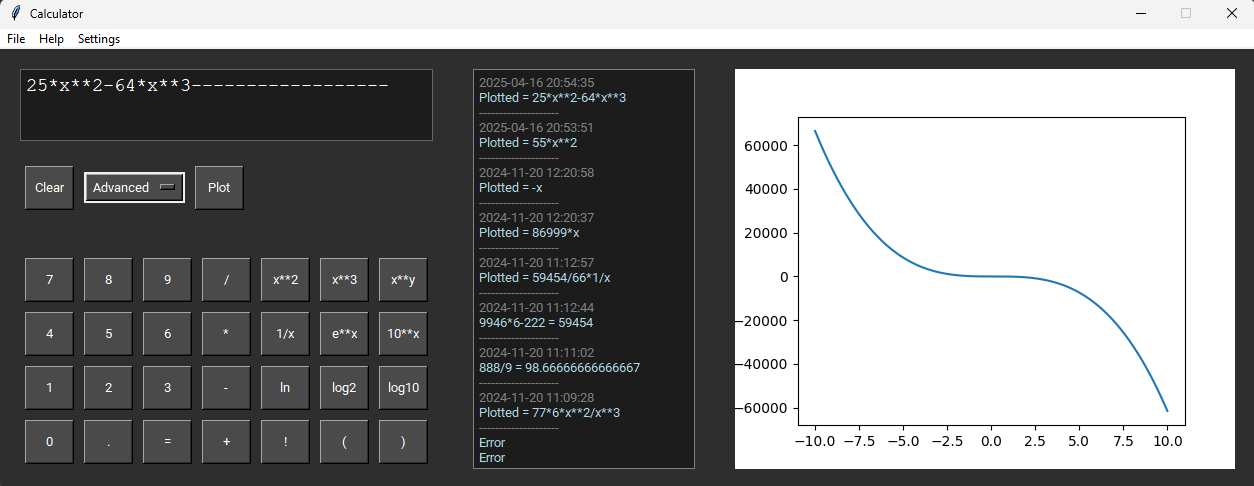 Calculator
File Help Settings
25*x**2-64*x**3------------------
Clear Advanced Plot
7 8 9 / x**2 x**3 x**y
4 5 6 * 1/x e**x 10**x
1 2 3 - ln log2 log10
0 . = + ! ( )
2025-04-16 20:54:35
Plotted = 25*x**2-64*x**3
--------------------
2025-04-16 20:53:51
Plotted = 55*x**2
--------------------
2024-11-20 12:20:58
Plotted = -x
--------------------
2024-11-20 12:20:37
Plotted = 86999*x
--------------------
2024-11-20 11:12:57
Plotted = 59454/66*1/x
--------------------
2024-11-20 11:12:44
9946*6-222 = 59454
--------------------
2024-11-20 11:11:02
888/9 = 98.66666666666667
--------------------
2024-11-20 11:09:28
Plotted = 77*6*x**2/x**3
--------------------
Error
Error
60000
40000
20000
0
−20000
−40000
−60000
−10.0 −7.5 −5.0 −2.5 0.0 2.5 5.0 7.5 10.0